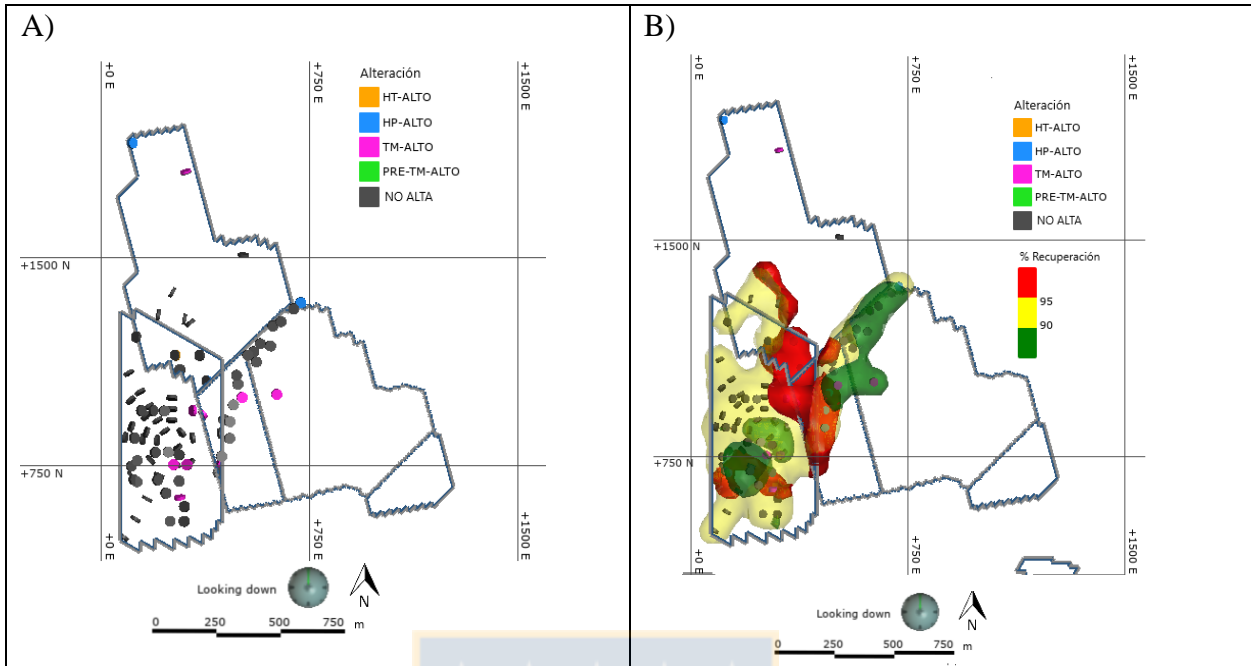 A)
+0 E
+750 E
+1500 E
Alteración
HT-ALTO
HP-ALTO
TM-ALTO
PRE-TM-ALTO
NO ALTA
+1500 N
+750 N
+0 E
+750 E
+1500 E
Looking down
N
0 250 500 750 m
B)
+0 E
+750 E
+1500 E
Alteración
HT-ALTO
HP-ALTO
TM-ALTO
PRE-TM-ALTO
NO ALTA
+1500 N
% Recuperación
95
90
+750 N
+0 E
+750 E
+1500 E
Looking down
N
0 250 500 750 m